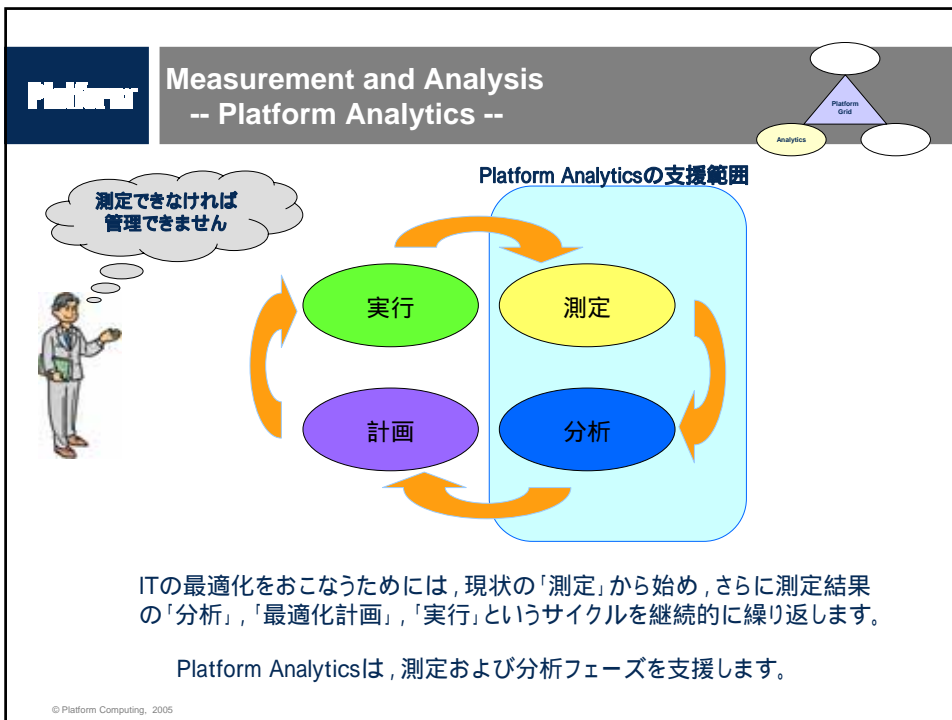 Platform
Measurement and Analysis
-- Platform Analytics --
Platform
Grid
Analytics
Platform Analyticsの支援範囲
測定できなければ
管理できません
実行
測定
計画
分析
ITの最適化をおこなうためには，現状の「測定」から始め，さらに測定結果
の「分析」，「最適化計画」，「実行」というサイクルを継続的に繰り返します。
Platform Analyticsは，測定および分析フェーズを支援します。
© Platform Computing, 2005